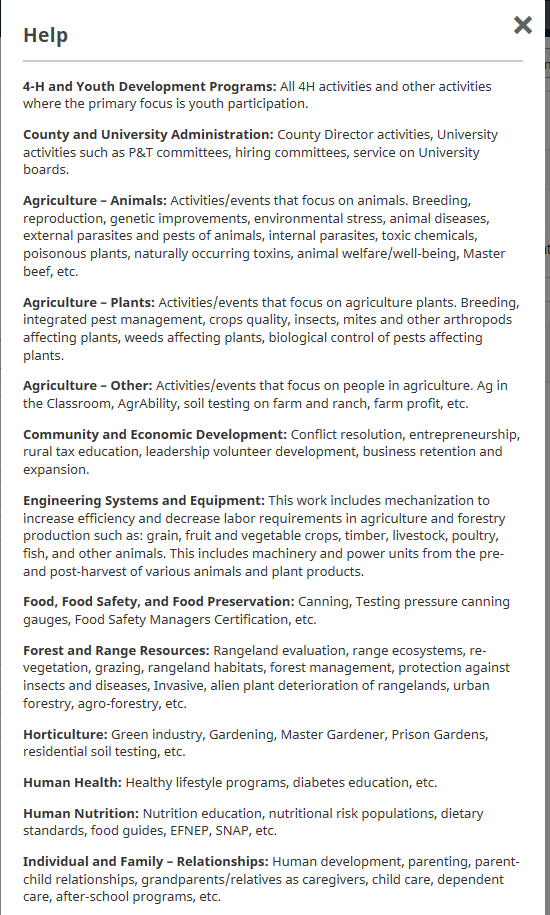 Help
4-H and Youth Development Programs: All 4H activities and other activities
where the primary focus is youth participation.
County and University Administration: County Director activities, University
activities such as P&T committees, hiring committees, service on University
boards.
Agriculture – Animals: Activities/events that focus on animals. Breeding,
reproduction, genetic improvements, environmental stress, animal diseases,
external parasites and pests of animals, internal parasites, toxic chemicals,
poisonous plants, naturally occurring toxins, animal welfare/well-being, Master
beef, etc.
Agriculture – Plants: Activities/events that focus on agriculture plants. Breeding,
integrated pest management, crops quality, insects, mites and other arthropods
affecting plants, weeds affecting plants, biological control of pests affecting
plants.
Agriculture – Other: Activities/events that focus on people in agriculture. Ag in
the Classroom, AgrAbility, soil testing on farm and ranch, farm profit, etc.
Community and Economic Development: Conflict resolution, entrepreneurship,
rural tax education, leadership volunteer development, business retention and
expansion.
Engineering Systems and Equipment: This work includes mechanization to
increase efficiency and decrease labor requirements in agriculture and forestry
production such as: grain, fruit and vegetable crops, timber, livestock, poultry,
fish, and other animals. This includes machinery and power units from the pre-
and post-harvest of various animals and plant products.
Food, Food Safety, and Food Preservation: Canning, Testing pressure canning
gauges, Food Safety Managers Certification, etc.
Forest and Range Resources: Rangeland evaluation, range ecosystems, re-
vegetation, grazing, rangeland habitats, forest management, protection against
insects and diseases, Invasive, alien plant deterioration of rangelands, urban
forestry, agro-forestry, etc.
Horticulture: Green industry, Gardening, Master Gardener, Prison Gardens,
residential soil testing, etc.
Human Health: Healthy lifestyle programs, diabetes education, etc.
Human Nutrition: Nutrition education, nutritional risk populations, dietary
standards, food guides, EFNEP, SNAP, etc.
Individual and Family – Relationships: Human development, parenting, parent-
child relationships, grandparents/relatives as caregivers, child care, dependent
care, after-school programs, etc.